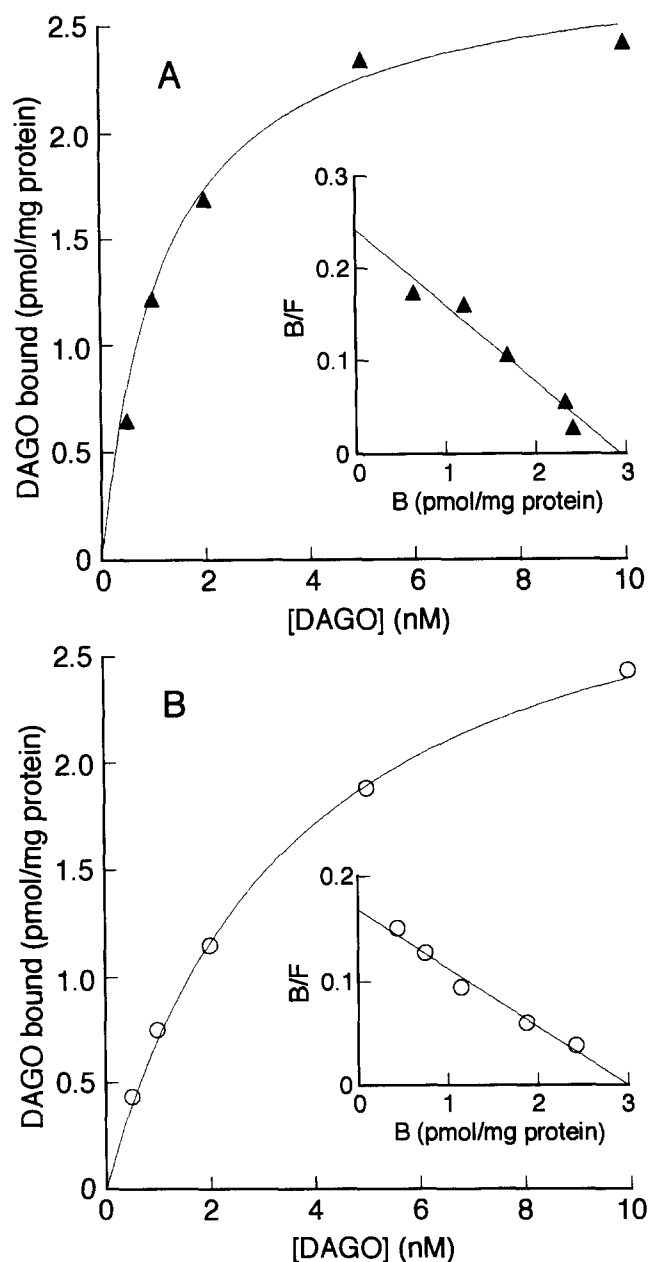 A
DAGO bound (pmol/mg protein)
2.5
2.0
1.5
1.0
0.5
0
0 2 4 6 8 10
[DAGO] (nM)
B/F
0.3
0.2
0.1
0
0 1 2 3
B (pmol/mg protein)
B
DAGO bound (pmol/mg protein)
2.5
2.0
1.5
1.0
0.5
0
0 2 4 6 8 10
[DAGO] (nM)
B/F
0.2
0.1
0
0 1 2 3
B (pmol/mg protein)